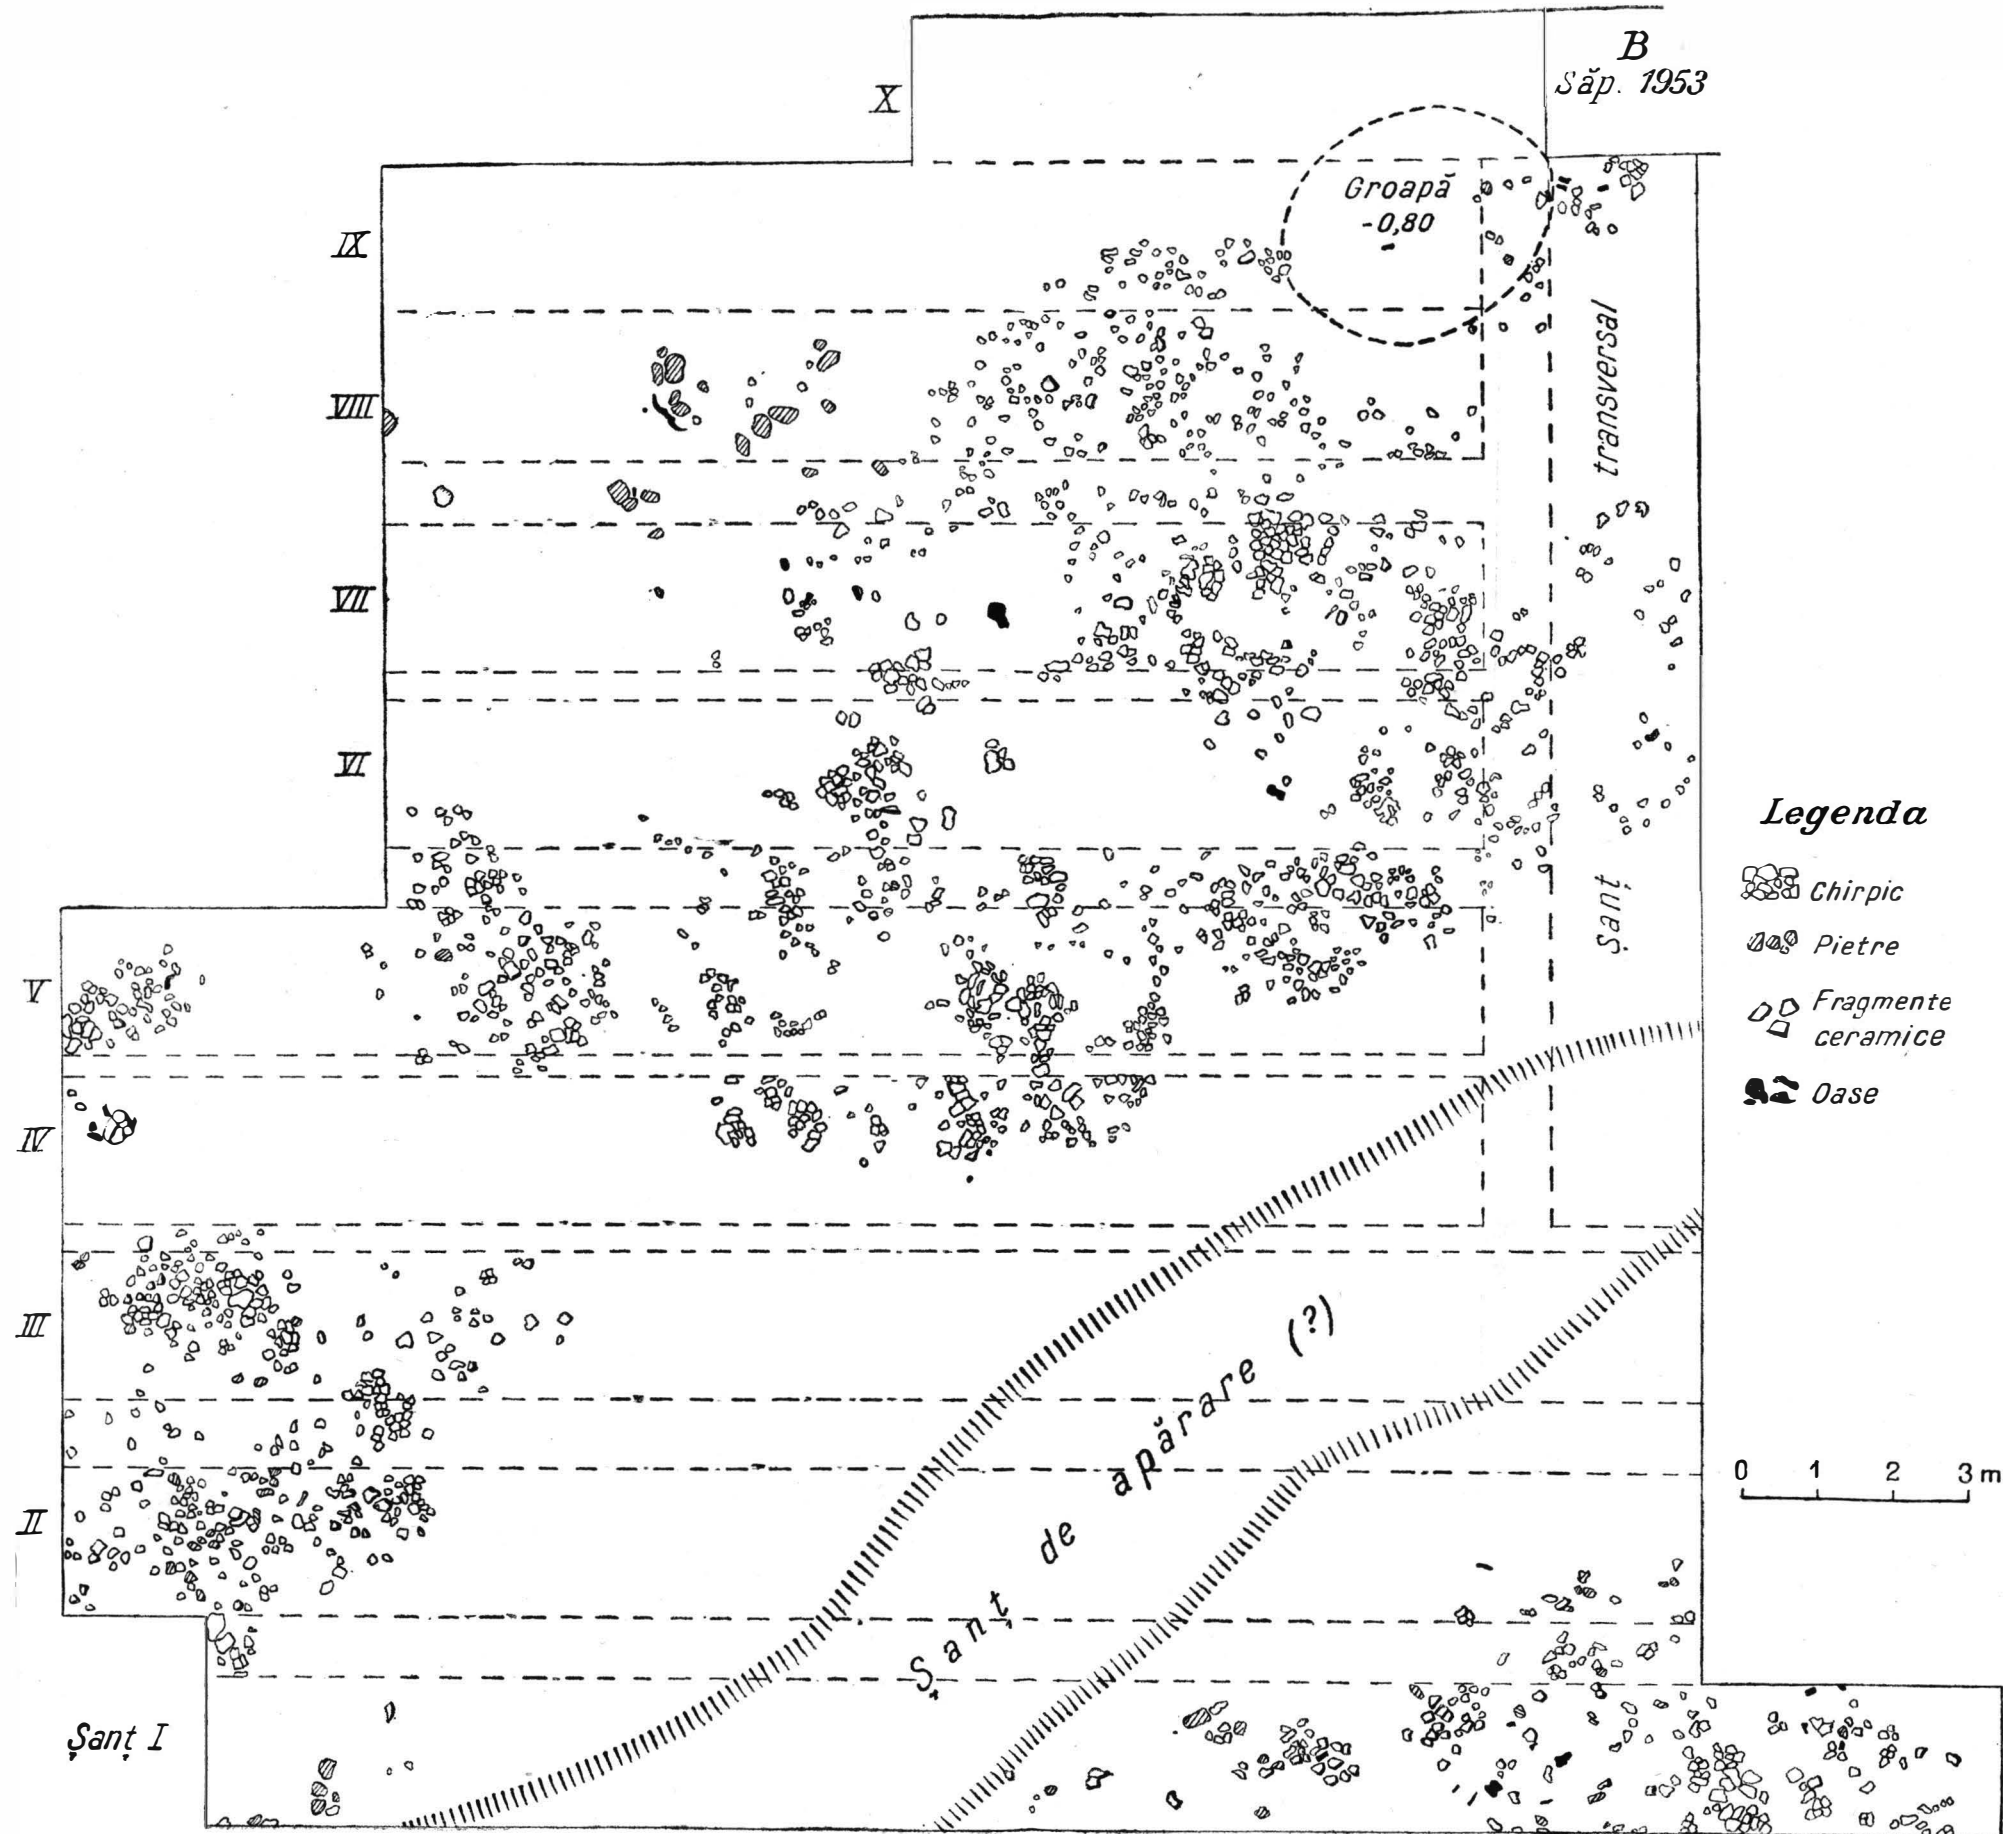 B
Săp. 1953
X
Groapă
-0,80
IX
VIII
VII
VI
V
IV
III
II
Șanț I
Șanț transversal
Șanț de apărare (?)
Legenda
Chirpic
Pietre
Fragmente
ceramice
Oase
0 1 2 3 m